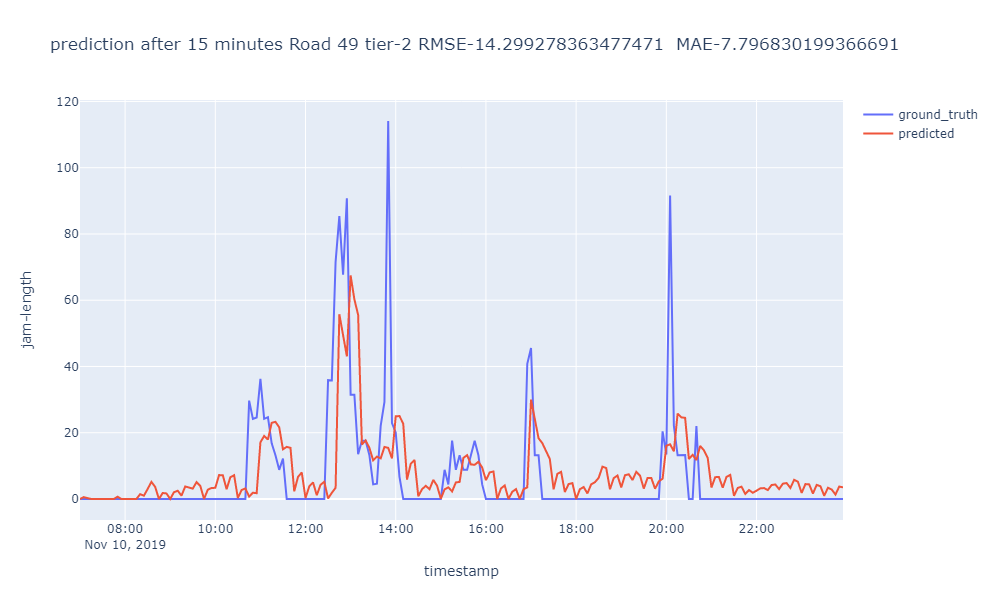 prediction after 15 minutes Road 49 tier-2 RMSE-14.299278363477471  MAE-7.796830199366691
ground_truth
predicted
120
100
80
60
40
20
0
jam-length
08:00 10:00 12:00 14:00 16:00 18:00 20:00 22:00
Nov 10, 2019
timestamp